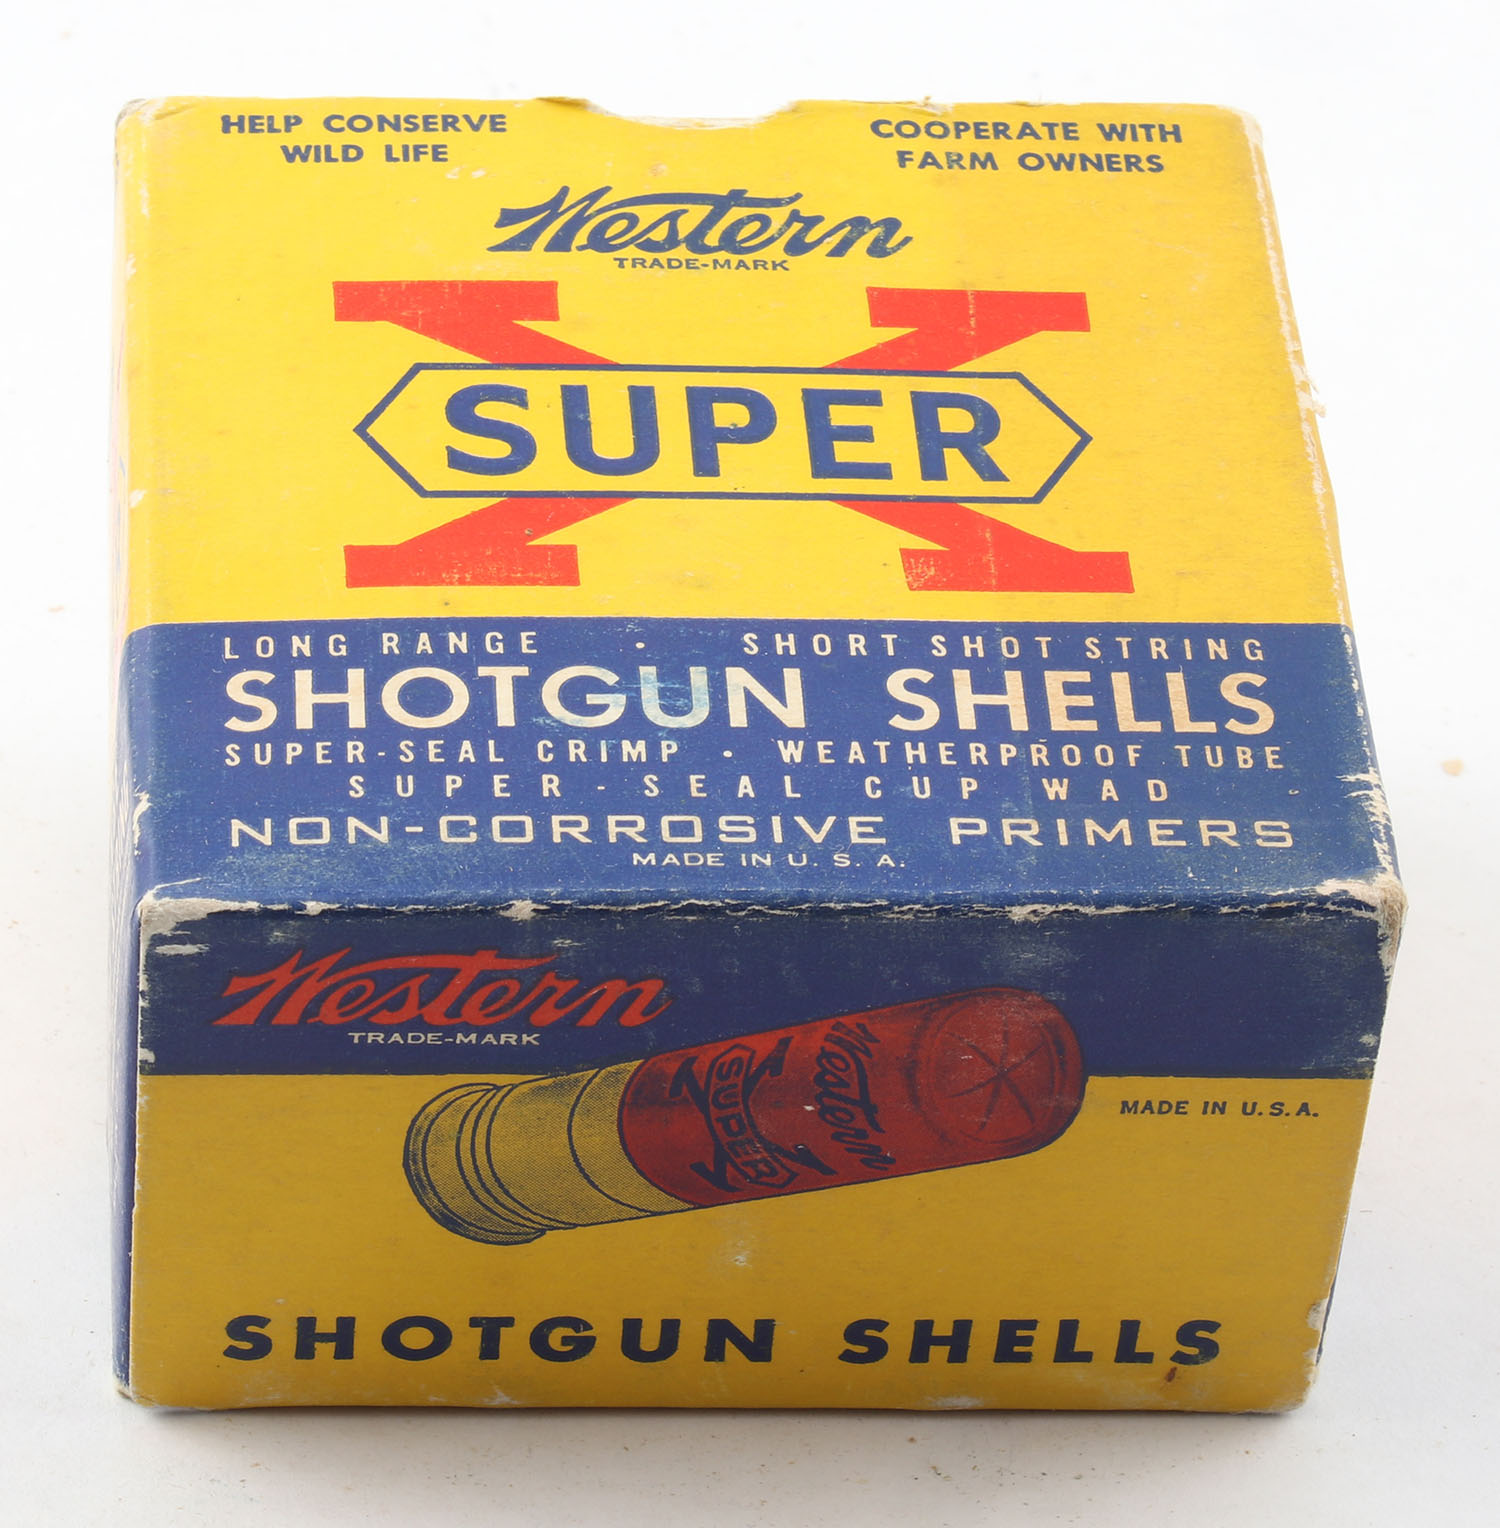 HELP CONSERVE
WILD LIFE
COOPERATE WITH
FARM OWNERS
Western
TRADE-MARK
X
SUPER
LONG RANGE • SHORT SHOT STRING
SHOTGUN SHELLS
SUPER-SEAL CRIMP • WEATHERPROOF TUBE
SUPER-SEAL CUP WAD
NON-CORROSIVE PRIMERS
MADE IN U.S.A.
Western
TRADE-MARK
Western
X
SUPER
MADE IN U.S.A.
SHOTGUN SHELLS